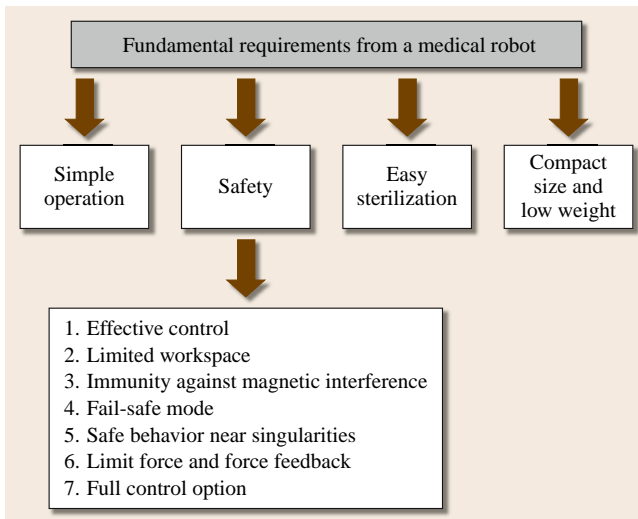 Fundamental requirements from a medical robot
Simple
operation
Safety
Easy
sterilization
Compact
size and
low weight
1. Effective control
2. Limited workspace
3. Immunity against magnetic interference
4. Fail-safe mode
5. Safe behavior near singularities
6. Limit force and force feedback
7. Full control option